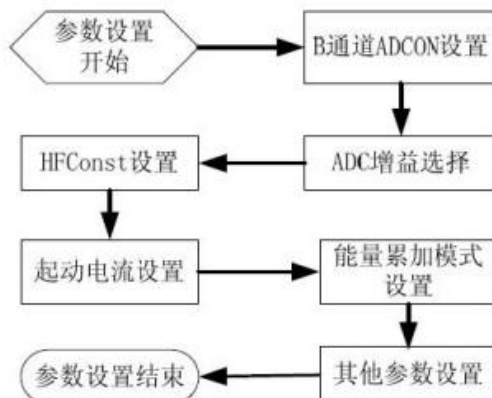 参数设置
开始
B通道ADCON设置
ADC增益选择
HFConst设置
起动电流设置
能量累加模式
设置
其他参数设置
参数设置结束